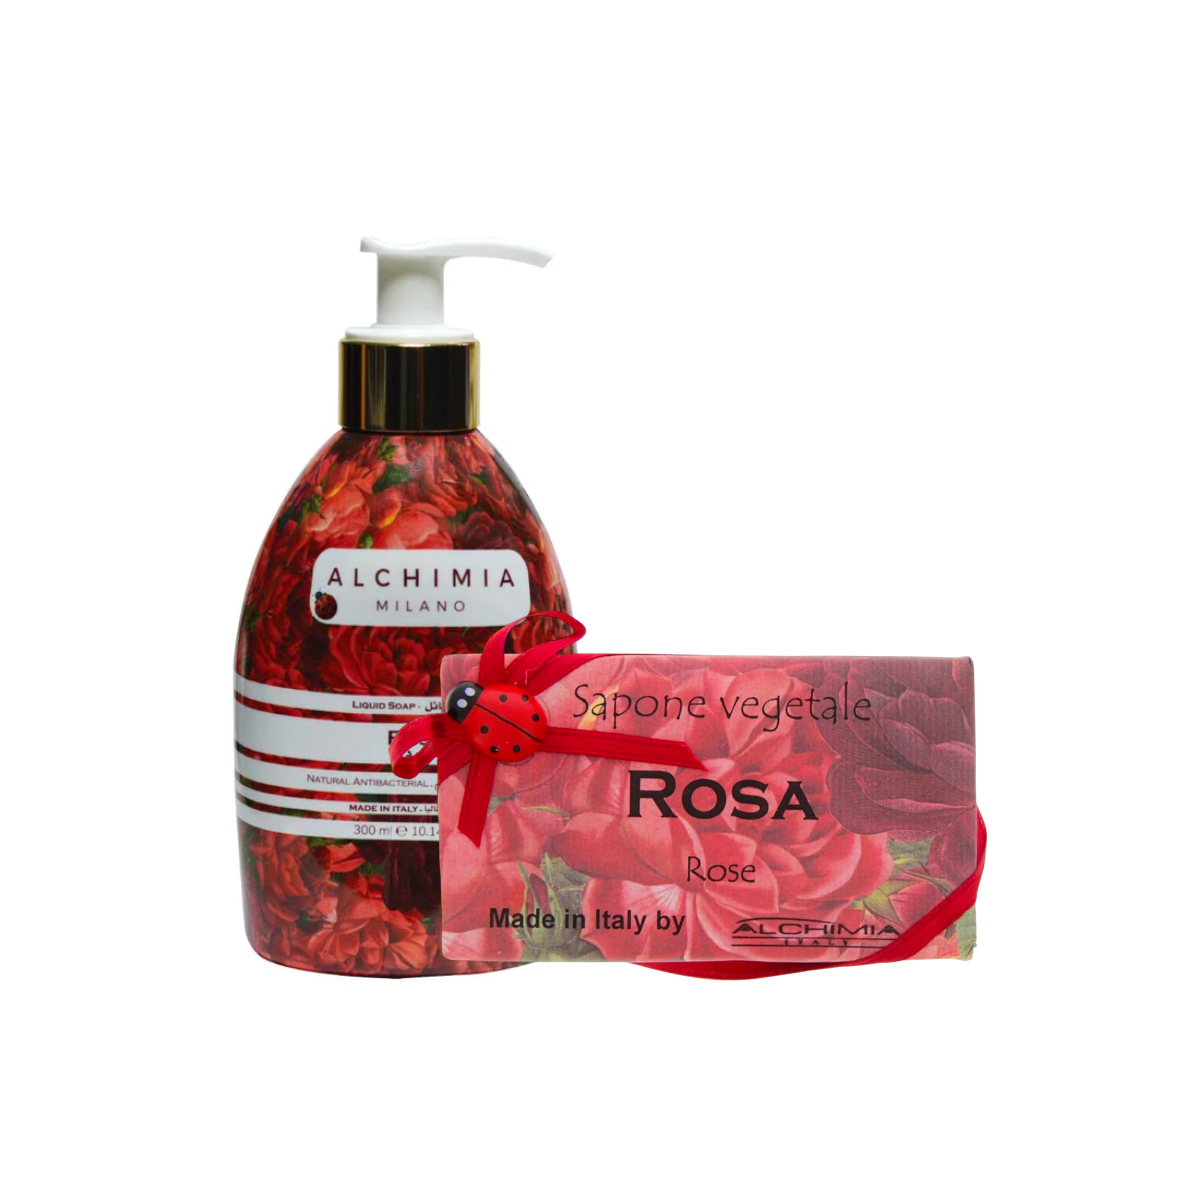 ALCHIMIA
MILANO
LIQUID SOAP -
NATURAL ANTIBACTERIAL -
MADE IN ITALY -
300 ml ℮ 10.14
Sapone vegetale
ROSA
Rose
Made in Italy by
ALCHIMIA
ITALY